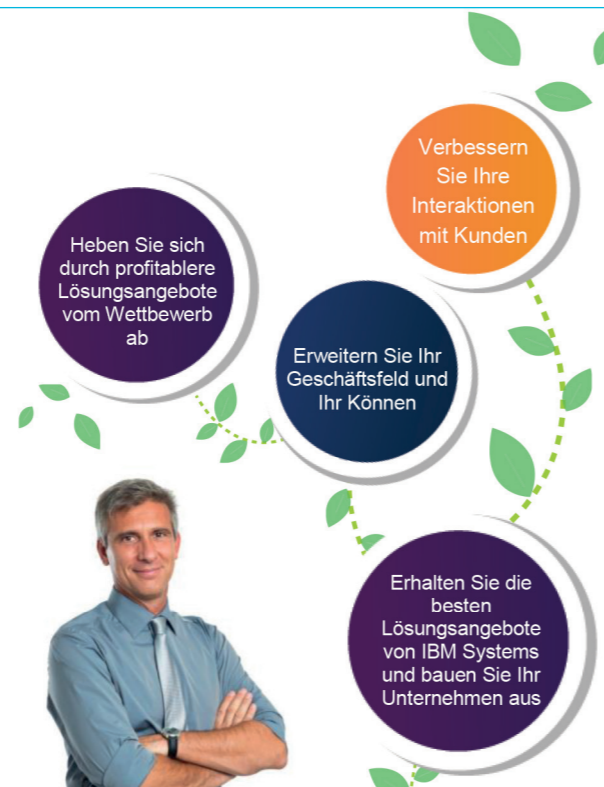 Verbessern
Sie Ihre
Interaktionen
mit Kunden
Heben Sie sich
durch profitablere
Lösungsangebote
vom Wettbewerb
ab
Erweitern Sie Ihr
Geschäftsfeld und
Ihr Können
Erhalten Sie die
besten
Lösungsangebote
von IBM Systems
und bauen Sie Ihr
Unternehmen aus